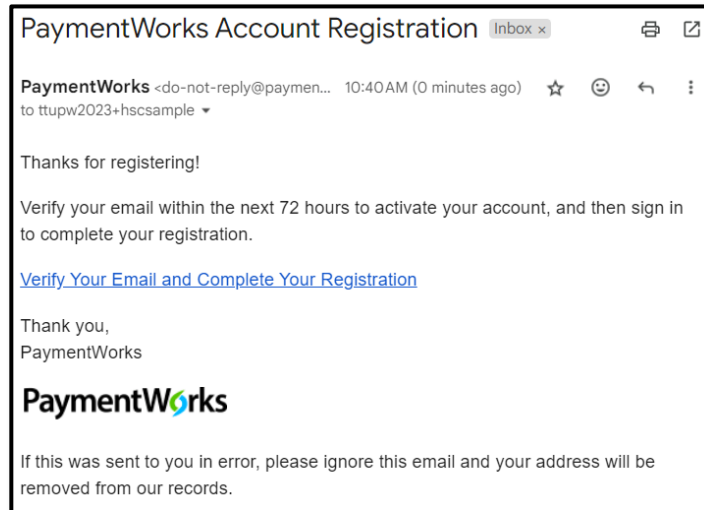 PaymentWorks Account Registration Inbox ×
PaymentWorks <do-not-reply@paymen... 10:40 AM (0 minutes ago)
to ttupw2023+hscsample
Thanks for registering!
Verify your email within the next 72 hours to activate your account, and then sign in
to complete your registration.
Verify Your Email and Complete Your Registration
Thank you,
PaymentWorks
PaymentWorks
If this was sent to you in error, please ignore this email and your address will be
removed from our records.